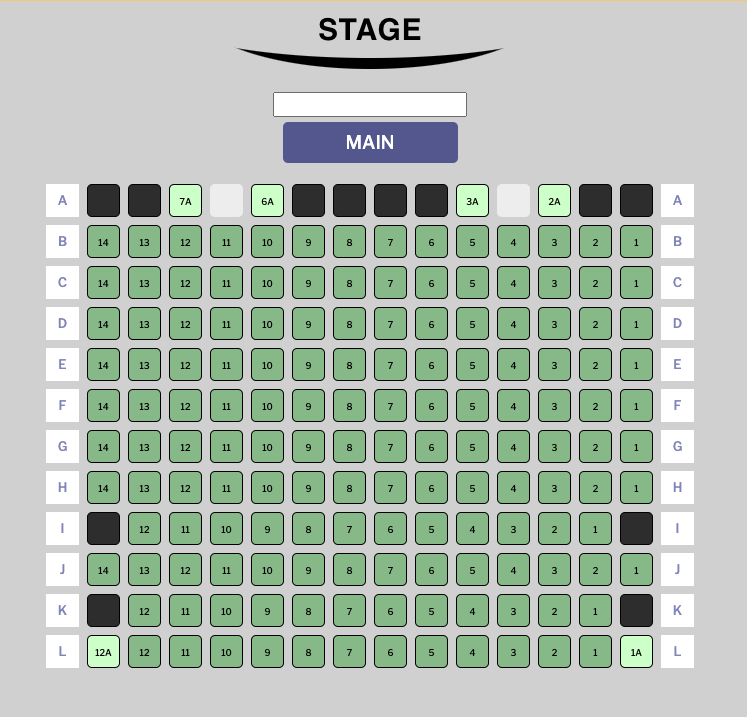 STAGE
MAIN
A 7A 6A 3A 2A A
B 14 13 12 11 10 9 8 7 6 5 4 3 2 1 B
C 14 13 12 11 10 9 8 7 6 5 4 3 2 1 C
D 14 13 12 11 10 9 8 7 6 5 4 3 2 1 D
E 14 13 12 11 10 9 8 7 6 5 4 3 2 1 E
F 14 13 12 11 10 9 8 7 6 5 4 3 2 1 F
G 14 13 12 11 10 9 8 7 6 5 4 3 2 1 G
H 14 13 12 11 10 9 8 7 6 5 4 3 2 1 H
I 12 11 10 9 8 7 6 5 4 3 2 1 I
J 14 13 12 11 10 9 8 7 6 5 4 3 2 1 J
K 12 11 10 9 8 7 6 5 4 3 2 1 K
L 12A 12 11 10 9 8 7 6 5 4 3 2 1 1A L